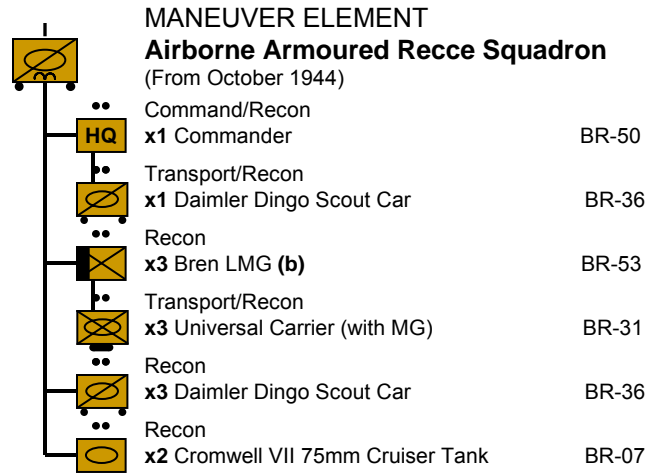 MANEUVER ELEMENT
Airborne Armoured Recce Squadron
(From October 1944)
Command/Recon
HQ x1 Commander BR-50
Transport/Recon
x1 Daimler Dingo Scout Car BR-36
Recon
x3 Bren LMG (b) BR-53
Transport/Recon
x3 Universal Carrier (with MG) BR-31
Recon
x3 Daimler Dingo Scout Car BR-36
Recon
x2 Cromwell VII 75mm Cruiser Tank BR-07